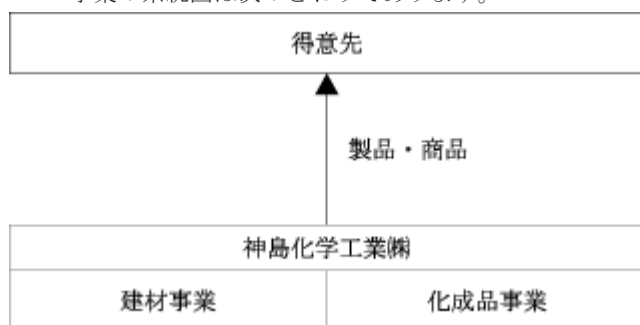 得意先
製品・商品
神島化学工業㈱
建材事業
化成品事業